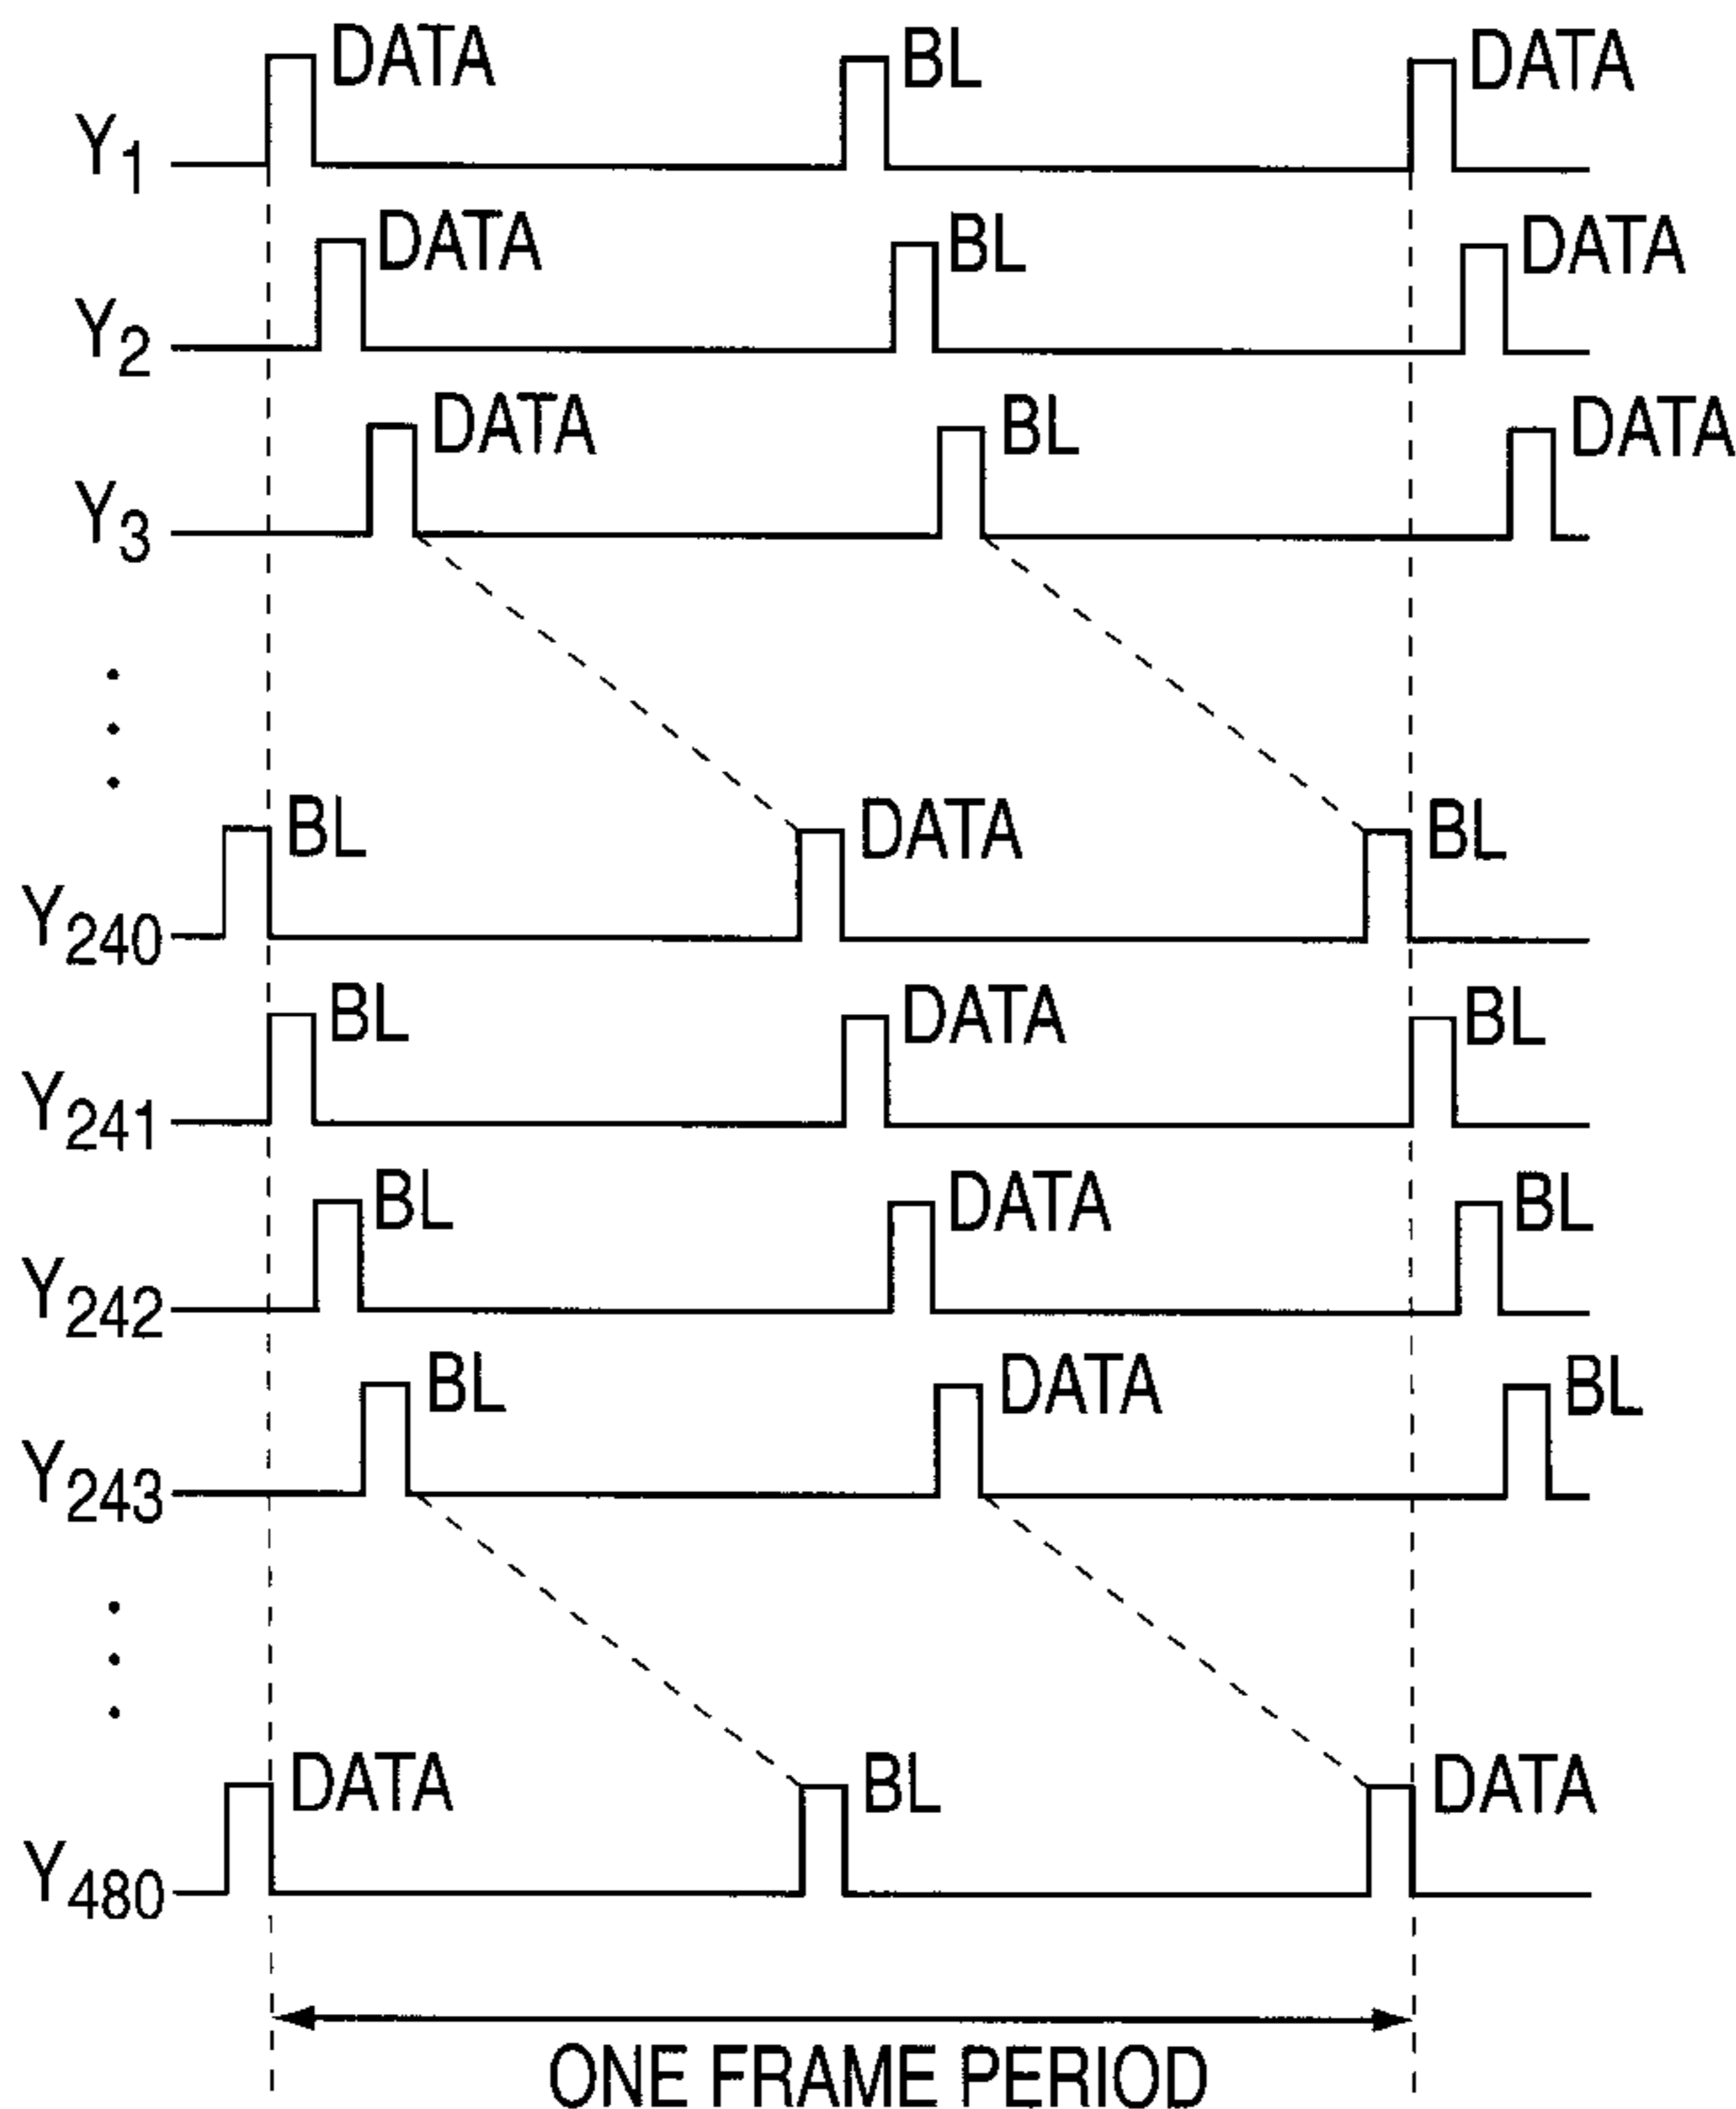 DATA BL DATA
Y1
DATA BL DATA
Y2
DATA BL DATA
Y3
BL DATA BL
Y240
BL DATA BL
Y241
BL DATA BL
Y242
BL DATA BL
Y243
DATA BL DATA
Y480
ONE FRAME PERIOD